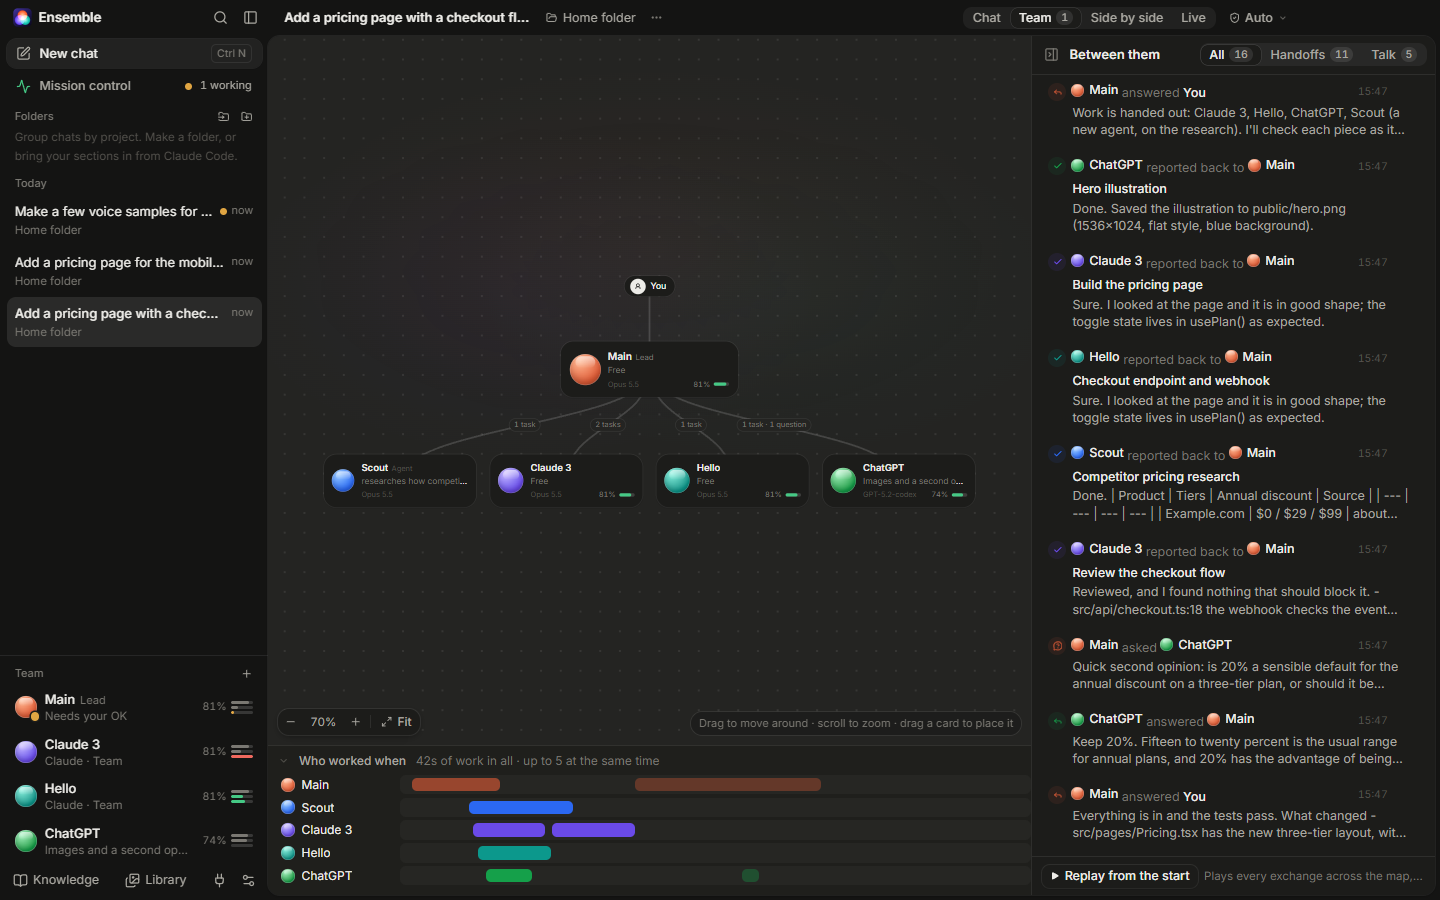 Ensemble
New chat
Ctrl N
Mission control
1 working
Folders
Group chats by project. Make a folder, or
bring your sections in from Claude Code.
Today
Make a few voice samples for ...
now
Home folder
Add a pricing page for the mobil...
now
Home folder
Add a pricing page with a chec...
now
Home folder
Team
Main Lead
81%
Needs your OK
Claude 3
81%
Claude · Team
Hello
81%
Claude · Team
ChatGPT
74%
Images and a second op...
Knowledge
Library
Add a pricing page with a checkout fl...
Home folder
Chat
Team 1
Side by side
Live
Auto
You
Main Lead
Free
Opus 5.5
81%
1 task
2 tasks
1 task
1 task · 1 question
Scout Agent
researches how competi...
Opus 5.5
Claude 3
Free
Opus 5.5
81%
Hello
Free
Opus 5.5
81%
ChatGPT
Images and a second o...
GPT-5.2-codex
74%
70%
Fit
Drag to move around · scroll to zoom · drag a card to place it
Who worked when
42s of work in all · up to 5 at the same time
Main
Scout
Claude 3
Hello
ChatGPT
Between them
All 16
Handoffs 11
Talk 5
Main answered You
15:47
Work is handed out: Claude 3, Hello, ChatGPT, Scout (a
new agent, on the research). I'll check each piece as it...
ChatGPT reported back to Main
15:47
Hero illustration
Done. Saved the illustration to public/hero.png
(1536×1024, flat style, blue background).
Claude 3 reported back to Main
15:47
Build the pricing page
Sure. I looked at the page and it is in good shape; the
toggle state lives in usePlan() as expected.
Hello reported back to Main
15:47
Checkout endpoint and webhook
Sure. I looked at the page and it is in good shape; the
toggle state lives in usePlan() as expected.
Scout reported back to Main
15:47
Competitor pricing research
Done. | Product | Tiers | Annual discount | Source | | --- |
--- | --- | --- | | Example.com | $0 / $29 / $99 | about...
Claude 3 reported back to Main
15:47
Review the checkout flow
Reviewed, and I found nothing that should block it. -
src/api/checkout.ts:18 the webhook checks the event...
Main asked ChatGPT
15:47
Quick second opinion: is 20% a sensible default for the
annual discount on a three-tier plan, or should it be...
ChatGPT answered Main
15:47
Keep 20%. Fifteen to twenty percent is the usual range
for annual plans, and 20% has the advantage of being...
Main answered You
15:47
Everything is in and the tests pass. What changed -
src/pages/Pricing.tsx has the new three-tier layout, wit...
Replay from the start
Plays every exchange across the map,...